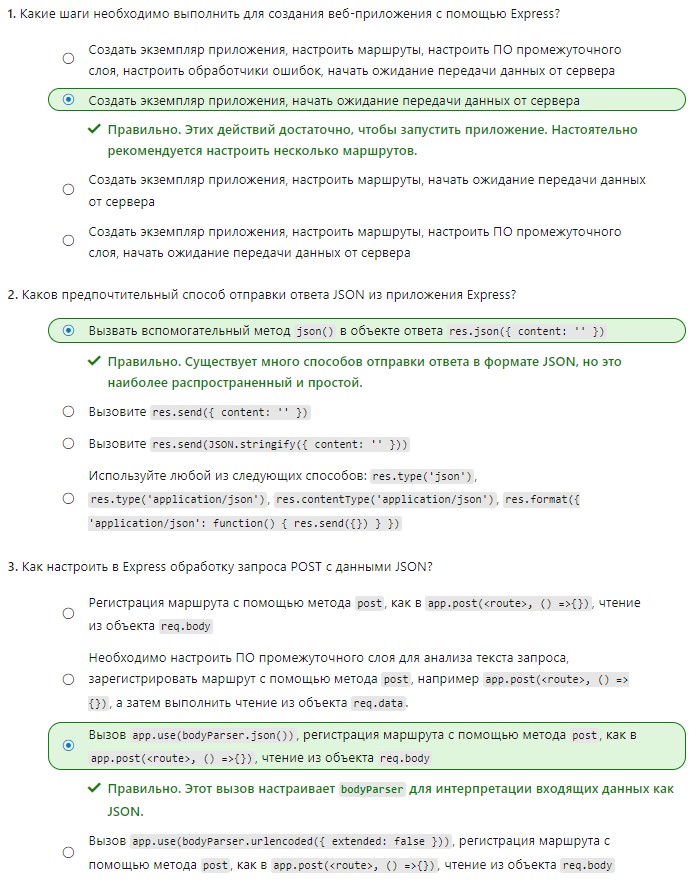 1. Какие шаги необходимо выполнить для создания веб-приложения с помощью Express?
Создать экземпляр приложения, настроить маршруты, настроить ПО промежуточного
слоя, настроить обработчики ошибок, начать ожидание передачи данных от сервера
Создать экземпляр приложения, начать ожидание передачи данных от сервера
Правильно. Этих действий достаточно, чтобы запустить приложение. Настоятельно
рекомендуется настроить несколько маршрутов.
Создать экземпляр приложения, настроить маршруты, начать ожидание передачи данных
от сервера
Создать экземпляр приложения, настроить маршруты, настроить ПО промежуточного
слоя, начать ожидание передачи данных от сервера
2. Каков предпочтительный способ отправки ответа JSON из приложения Express?
Вызвать вспомогательный метод json() в объекте ответа res.json({ content: '' })
Правильно. Существует много способов отправки ответа в формате JSON, но это
наиболее распространенный и простой.
Вызовите res.send({ content: '' })
Вызовите res.send(JSON.stringify({ content: '' }))
Используйте любой из следующих способов: res.type('json'),
res.type('application/json'), res.contentType('application/json'), res.format({
'application/json': function() { res.send({}) } })
3. Как настроить в Express обработку запроса POST с данными JSON?
Регистрация маршрута с помощью метода post, как в app.post(<route>, () =>{}), чтение
из объекта req.body
Необходимо настроить ПО промежуточного слоя для анализа текста запроса,
зарегистрировать маршрут с помощью метода post, например app.post(<route>, () =>
{}), а затем выполнить чтение из объекта req.data.
Вызов app.use(bodyParser.json()), регистрация маршрута с помощью метода post, как в
app.post(<route>, () =>{}), чтение из объекта req.body
Правильно. Этот вызов настраивает bodyParser для интерпретации входящих данных как
JSON.
Вызов app.use(bodyParser.urlencoded({ extended: false })), регистрация маршрута с
помощью метода post, как в app.post(<route>, () =>{}), чтение из объекта req.body